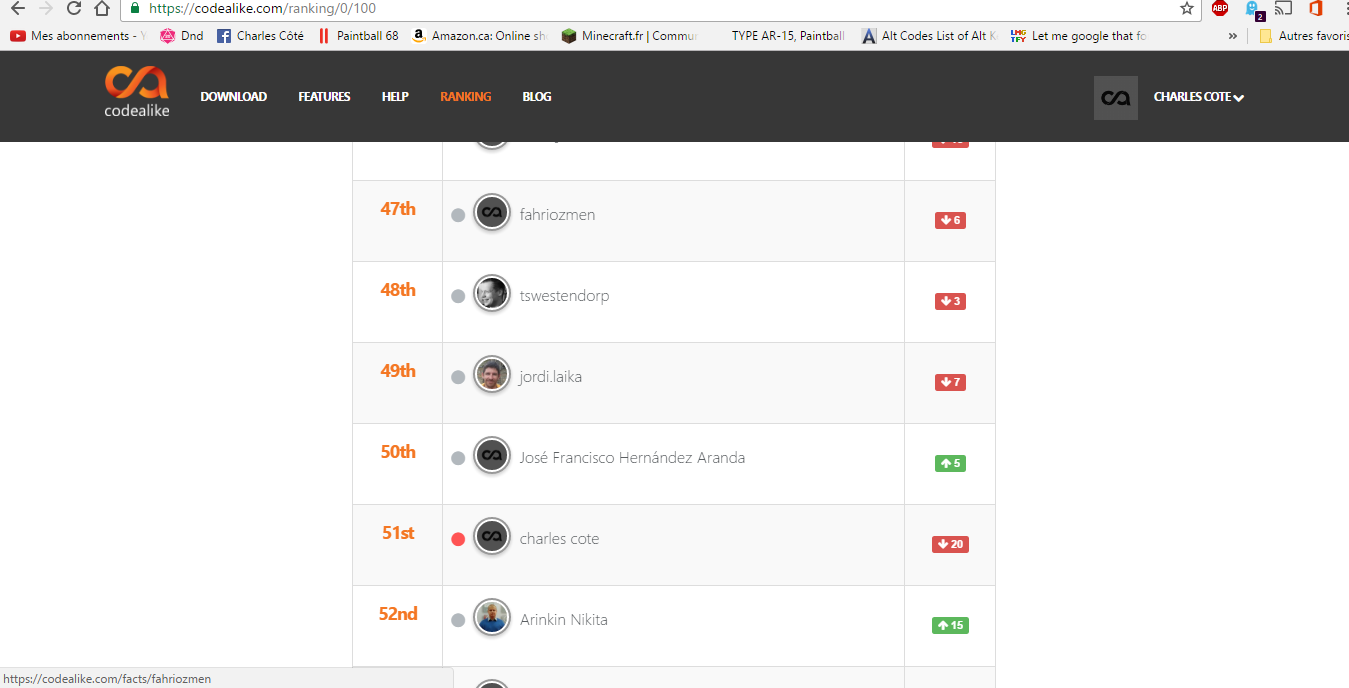 https://codealike.com/ranking/0/100
ABP
2
Mes abonnements - Y
Dnd
Charles Côté
Paintball 68
Amazon.ca: Online sh
Minecraft.fr | Commu
TYPE AR-15, Paintball
Alt Codes List of Alt K
LMG TFY
Let me google that fo
»
Autres favoris
codealike
DOWNLOAD
FEATURES
HELP
RANKING
BLOG
CHARLES COTE
47th
fahriozmen
6
48th
tswestendorp
3
49th
jordi.laika
7
50th
José Francisco Hernández Aranda
5
51st
charles cote
20
52nd
Arinkin Nikita
15
https://codealike.com/facts/fahriozmen